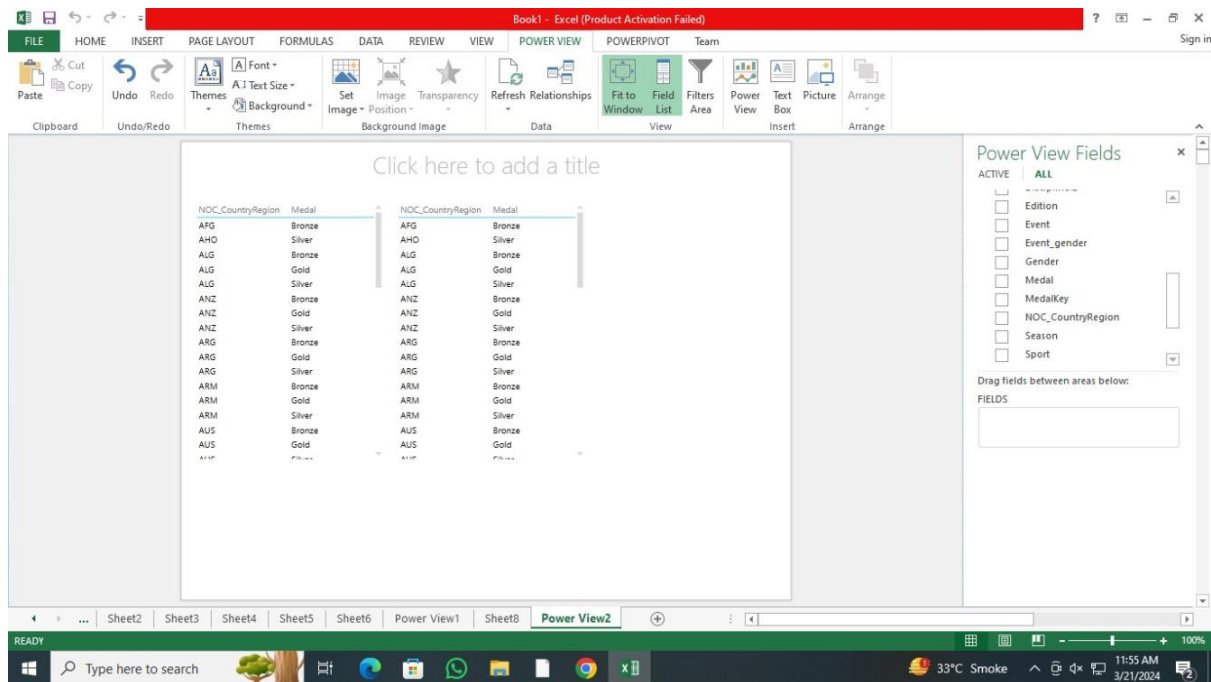 Book1 - Excel (Product Activation Failed)
FILE HOME INSERT PAGE LAYOUT FORMULAS DATA REVIEW VIEW POWER VIEW POWERPIVOT Team Sign in
Paste
Cut
Copy
Clipboard
Undo Redo
Undo/Redo
Themes
Font
Text Size
Background
Themes
Set Image
Image Position
Transparency
Background Image
Refresh Relationships
Data
Fit to Window
Field List
Filters Area
View
Power View
Text Box
Picture
Insert
Arrange
Arrange
Click here to add a title
NOC_CountryRegion Medal NOC_CountryRegion Medal
AFG Bronze AFG Bronze
AHO Silver AHO Silver
ALG Bronze ALG Bronze
ALG Gold ALG Gold
ALG Silver ALG Silver
ANZ Bronze ANZ Bronze
ANZ Gold ANZ Gold
ANZ Silver ANZ Silver
ARG Bronze ARG Bronze
ARG Gold ARG Gold
ARG Silver ARG Silver
ARM Bronze ARM Bronze
ARM Gold ARM Gold
ARM Silver ARM Silver
AUS Bronze AUS Bronze
AUS Gold AUS Gold
Power View Fields
ACTIVE ALL
Edition
Event
Event_gender
Gender
Medal
MedalKey
NOC_CountryRegion
Season
Sport
Drag fields between areas below:
FIELDS
... Sheet2 Sheet3 Sheet4 Sheet5 Sheet6 Power View1 Sheet8 Power View2
READY 100%
Type here to search 33°C Smoke 11:55 AM
3/21/2024
2